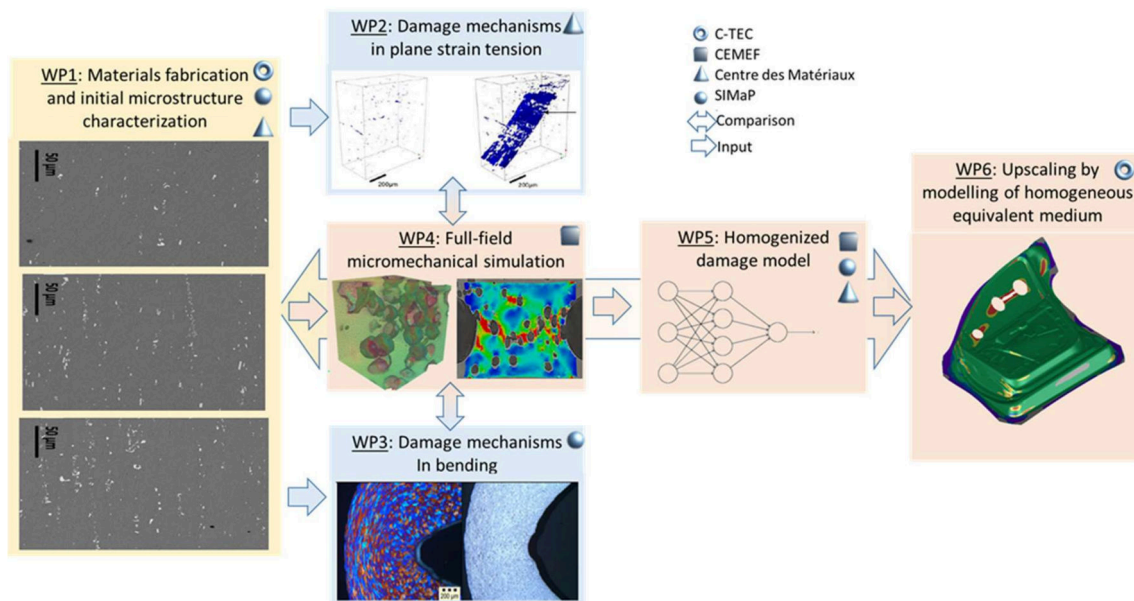 WP1: Materials fabrication
and initial microstructure
characterization
50 µm
50 µm
50 µm
WP2: Damage mechanisms
in plane strain tension
200µm
200µm
C-TEC
CEMEF
Centre des Matériaux
SIMaP
Comparison
Input
WP4: Full-field
micromechanical simulation
WP5: Homogenized
damage model
WP6: Upscaling by
modelling of homogeneous
equivalent medium
WP3: Damage mechanisms
In bending
200 µm